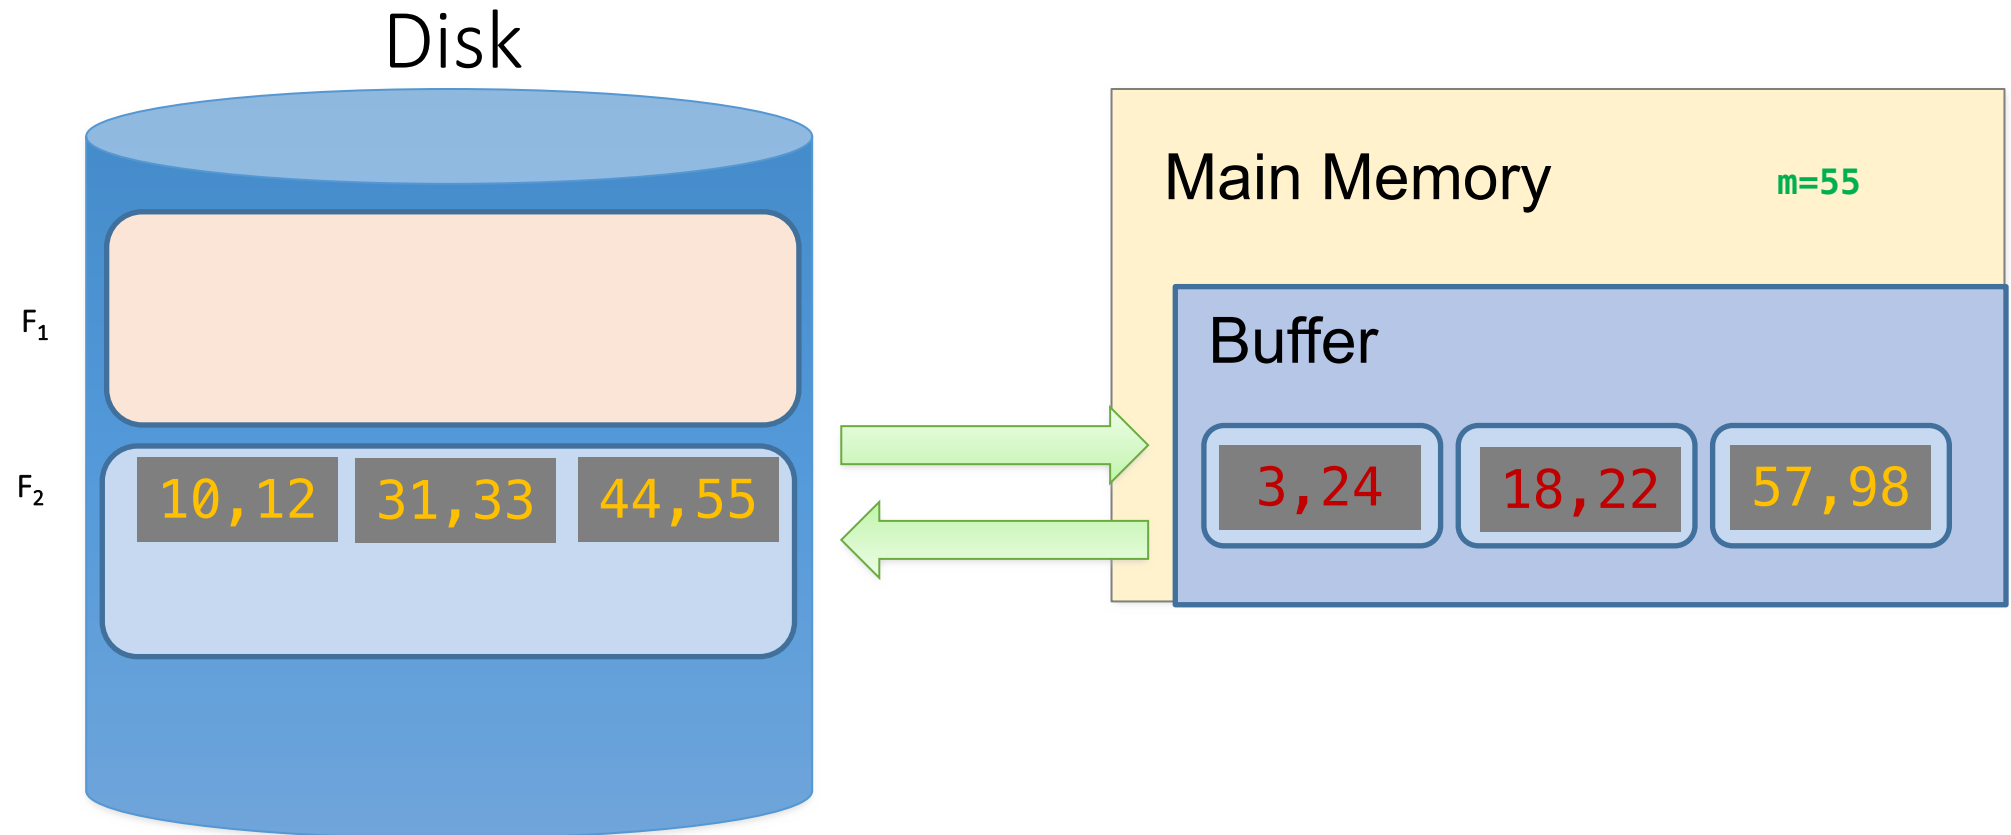 Disk
Main Memory
m=55
F1
Buffer
F2
10,12
31,33
44,55
3,24
18,22
57,98